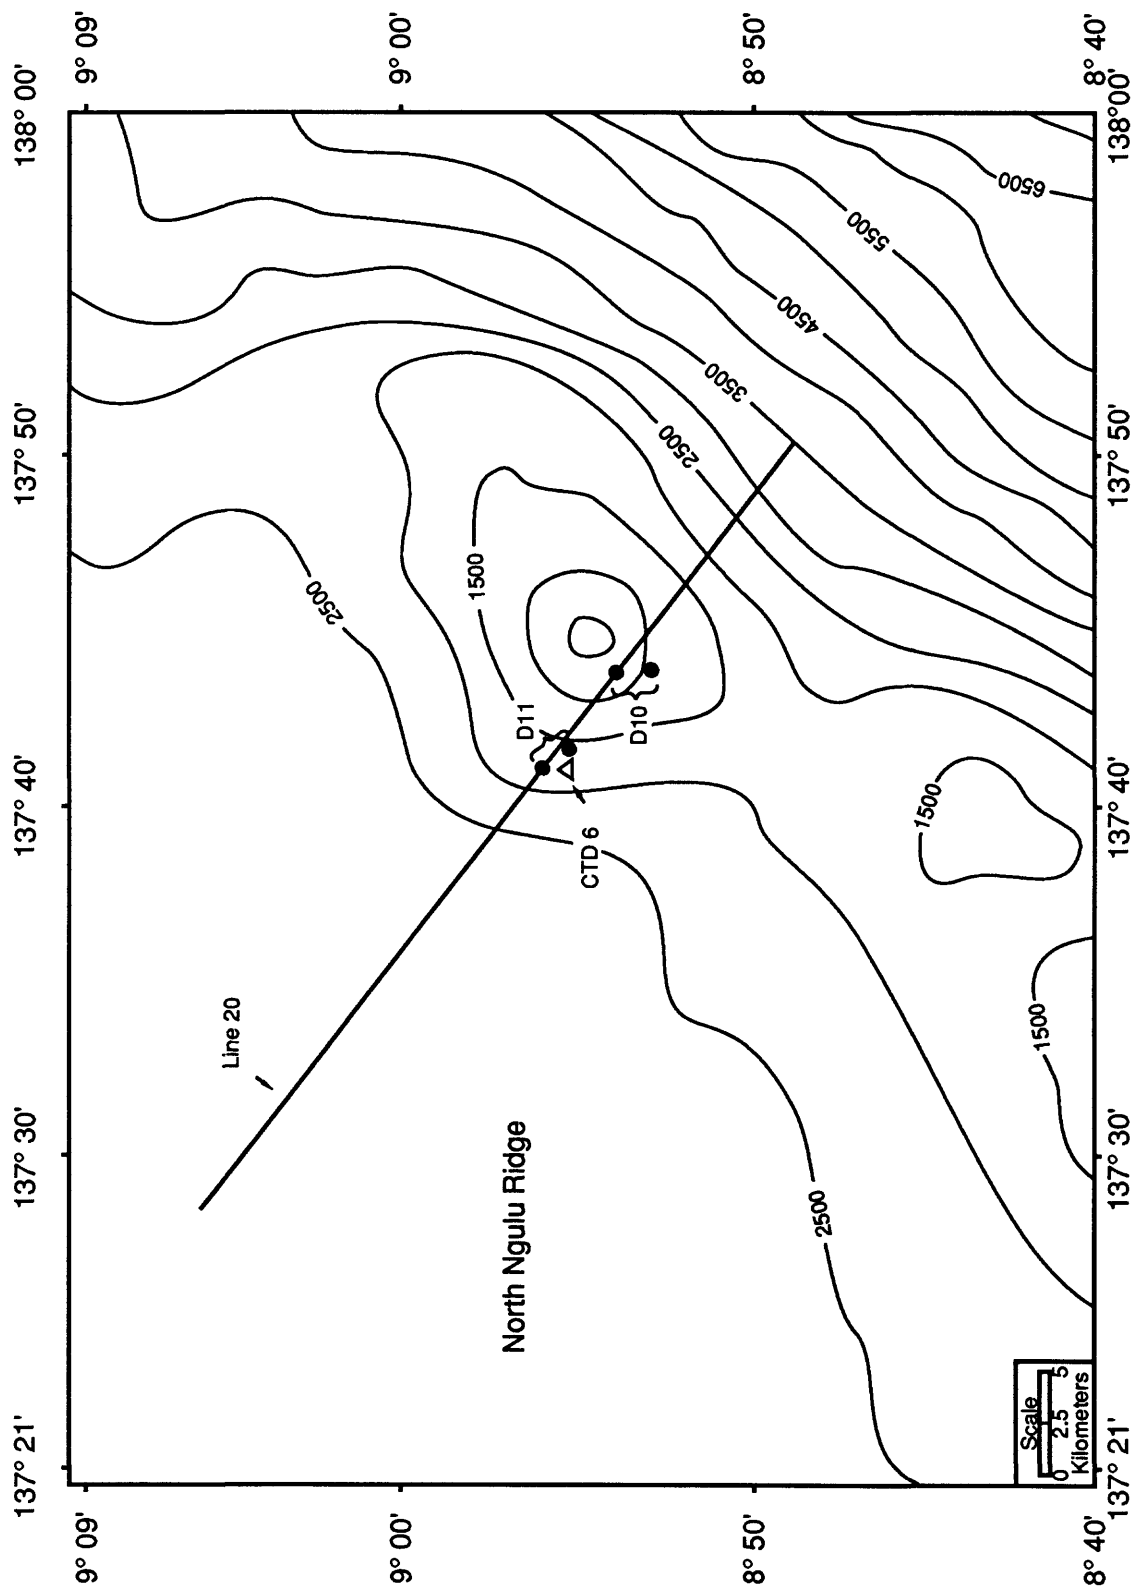 137° 21' 137° 30' 137° 40' 137° 50' 138° 00'
9° 09' 9° 09'
Line 20
2500
9° 00' 9° 00'
1500
North Ngulu Ridge
D11
CTD 6
D10
2500
3500
8° 50' 8° 50'
4500
2500
5500
1500
6500
1500
Scale
0 2.5 5
Kilometers
8° 40' 8° 40'
137° 21' 137° 30' 137° 40' 137° 50' 138°00'